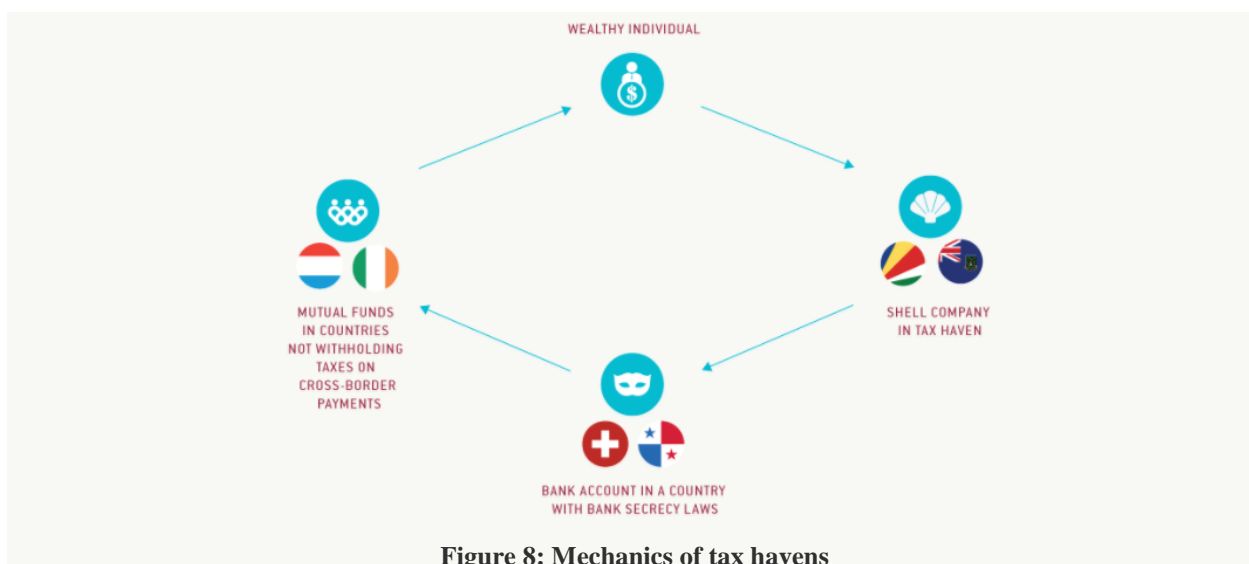 WEALTHY INDIVIDUAL
$
SHELL COMPANY
IN TAX HAVEN
MUTUAL FUNDS
IN COUNTRIES
NOT WITHHOLDING
TAXES ON
CROSS-BORDER
PAYMENTS
BANK ACCOUNT IN A COUNTRY
WITH BANK SECRECY LAWS
Figure 8: Mechanics of tax havens